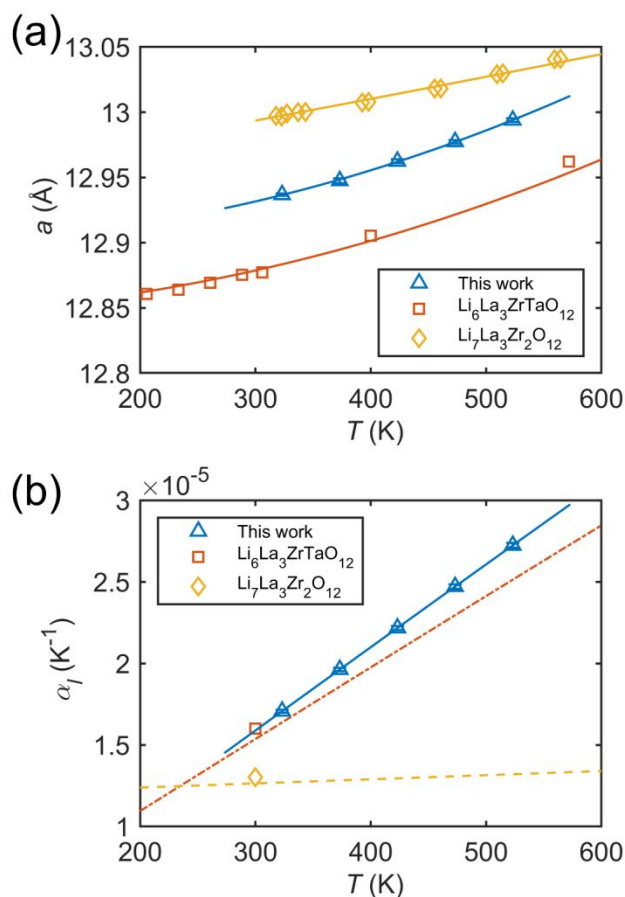 (a)
13.05
13
12.95
12.9
12.85
12.8
a (Å)
This work
Li₆La₃ZrTaO₁₂
Li₇La₃Zr₂O₁₂
200 300 400 500 600
T (K)
(b)
×10⁻⁵
3
2.5
2
1.5
1
α_l (K⁻¹)
This work
Li₆La₃ZrTaO₁₂
Li₇La₃Zr₂O₁₂
200 300 400 500 600
T (K)